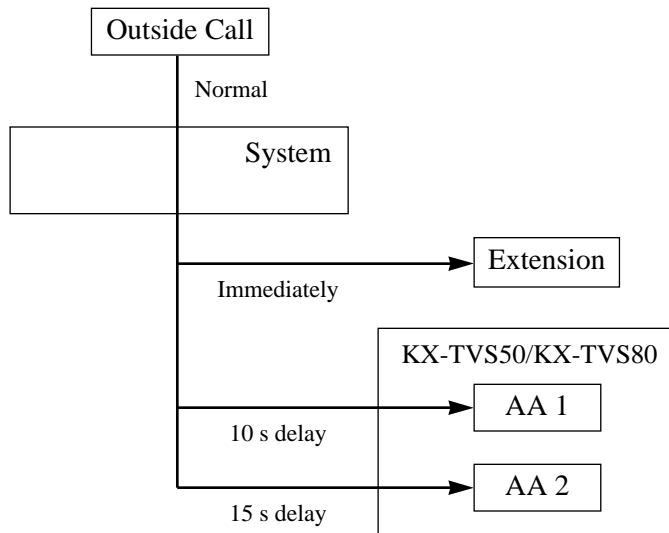 Outside Call
Normal
System
Extension
Immediately
KX-TVS50/KX-TVS80
AA 1
10 s delay
AA 2
15 s delay